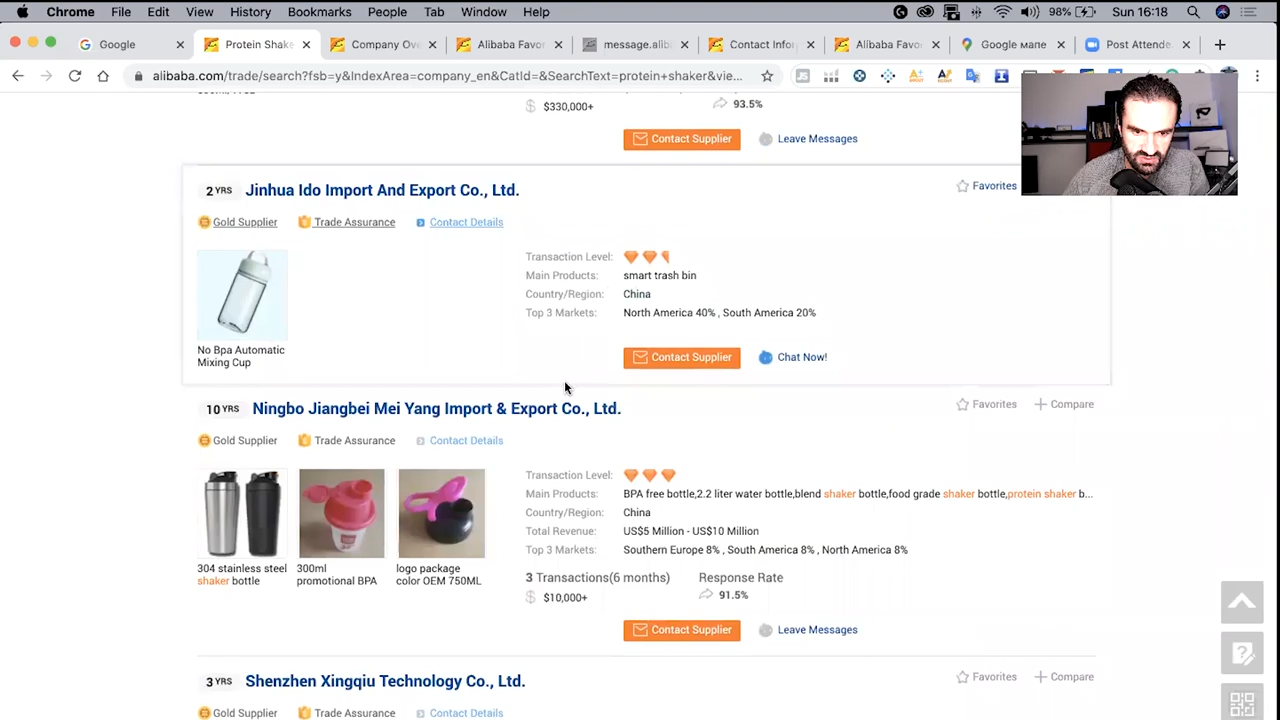 Chrome File Edit View History Bookmarks People Tab Window Help 98% Sun 16:18
Google Protein Shake Company Ove Alibaba Favor message.alib Contact Infor Alibaba Favor Google мапе Post Attende
alibaba.com/trade/search?fsb=y&IndexArea=company_en&CatId=&SearchText=protein+shaker&vie...
$330,000+ 93.5%
Contact Supplier Leave Messages
2 YRS Jinhua Ido Import And Export Co., Ltd. Favorites
Gold Supplier Trade Assurance Contact Details
Transaction Level:
Main Products: smart trash bin
Country/Region: China
Top 3 Markets: North America 40% , South America 20%
No Bpa Automatic
Mixing Cup
Contact Supplier Chat Now!
10 YRS Ningbo Jiangbei Mei Yang Import & Export Co., Ltd. Favorites Compare
Gold Supplier Trade Assurance Contact Details
Transaction Level:
Main Products: BPA free bottle,2.2 liter water bottle,blend shaker bottle,food grade shaker bottle,protein shaker b...
Country/Region: China
Total Revenue: US$5 Million - US$10 Million
Top 3 Markets: Southern Europe 8% , South America 8% , North America 8%
304 stainless steel
shaker bottle
300ml
promotional BPA
logo package
color OEM 750ML
3 Transactions(6 months) Response Rate
$10,000+ 91.5%
Contact Supplier Leave Messages
3 YRS Shenzhen Xingqiu Technology Co., Ltd. Favorites Compare
Gold Supplier Trade Assurance Contact Details